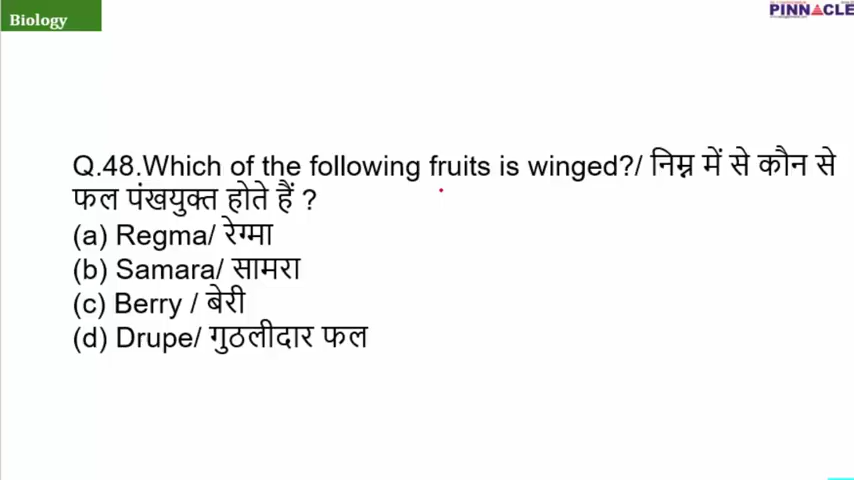 Biology
PINNACLE
Q.48.Which of the following fruits is winged?/ निम्न में से कौन से
फल पंखयुक्त होते हैं ?
(a) Regma/ रेग्मा
(b) Samara/ सामरा
(c) Berry / बेरी
(d) Drupe/ गुठलीदार फल